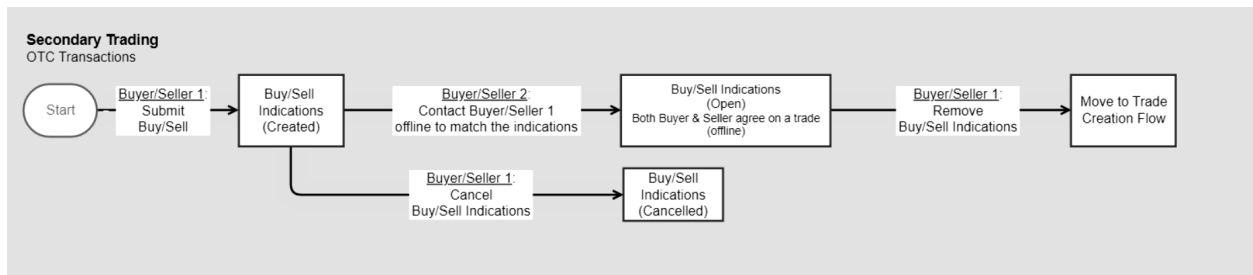 Secondary Trading
OTC Transactions
Start
Buyer/Seller 1:
Submit
Buy/Sell
Buy/Sell
Indications
(Created)
Buyer/Seller 2:
Contact Buyer/Seller 1
offline to match the indications
Buy/Sell Indications
(Open)
Both Buyer & Seller agree on a trade
(offline)
Buyer/Seller 1:
Remove
Buy/Sell Indications
Move to Trade
Creation Flow
Buyer/Seller 1:
Cancel
Buy/Sell Indications
Buy/Sell
Indications
(Cancelled)